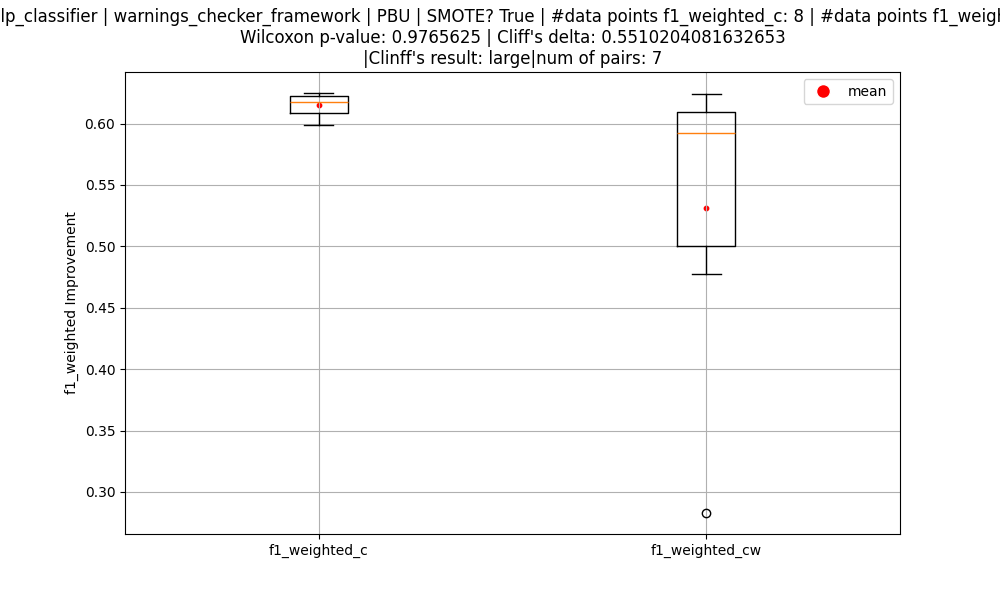 lp_classifier | warnings_checker_framework | PBU | SMOTE? True | #data points f1_weighted_c: 8 | #data points f1_weigh
Wilcoxon p-value: 0.9765625 | Cliff's delta: 0.5510204081632653
|Clinff's result: large|num of pairs: 7
mean
0.60
0.55
0.50
0.45
0.40
0.35
0.30
f1_weighted Improvement
f1_weighted_c
f1_weighted_cw